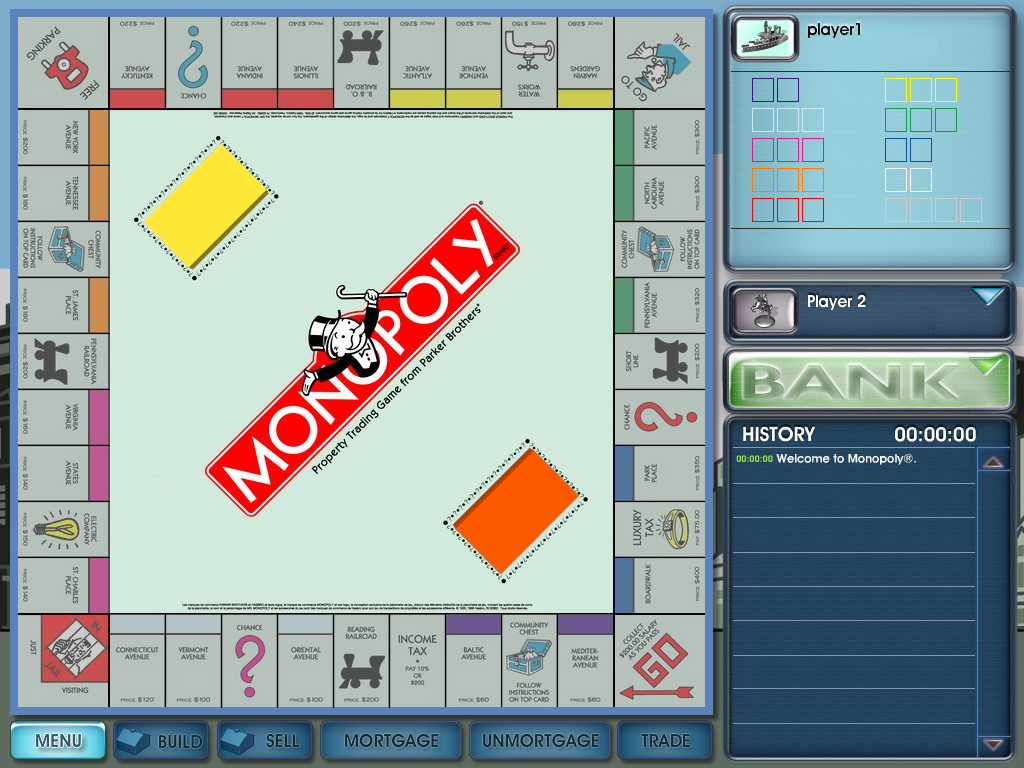 FREE
PARKING
KENTUCKY
AVENUE
PRICE $220
CHANCE
INDIANA
AVENUE
PRICE $220
ILLINOIS
AVENUE
PRICE $240
B. & O.
RAILROAD
PRICE $200
ATLANTIC
AVENUE
PRICE $260
VENTNOR
AVENUE
PRICE $260
WATER
WORKS
PRICE $150
MARVIN
GARDENS
PRICE $280
GO TO
JAIL
NEW YORK
AVENUE
PRICE $200
TENNESSEE
AVENUE
PRICE $180
COMMUNITY
CHEST
FOLLOW
INSTRUCTIONS
ON TOP CARD
ST. JAMES
PLACE
PRICE $180
PENNSYLVANIA
RAILROAD
PRICE $200
VIRGINIA
AVENUE
PRICE $160
STATES
AVENUE
PRICE $140
ELECTRIC
COMPANY
PRICE $150
ST. CHARLES
PLACE
PRICE $140
MONOPOLY
BRAND
Property Trading Game from Parker Brothers®
PACIFIC
AVENUE
PRICE $300
NORTH
CAROLINA
AVENUE
PRICE $300
COMMUNITY
CHEST
FOLLOW
INSTRUCTIONS
ON TOP CARD
PENNSYLVANIA
AVENUE
PRICE $320
SHORT
LINE
PRICE $200
CHANCE
PARK
PLACE
PRICE $350
LUXURY
TAX
PAY $75.00
BOARDWALK
PRICE $400
JUST
IN
JAIL
VISITING
CONNECTICUT
AVENUE
PRICE $120
VERMONT
AVENUE
PRICE $100
CHANCE
ORIENTAL
AVENUE
PRICE $100
READING
RAILROAD
PRICE $200
INCOME
TAX
PAY 10%
OR
$200
BALTIC
AVENUE
PRICE $60
COMMUNITY
CHEST
FOLLOW
INSTRUCTIONS
ON TOP CARD
MEDITER-
RANEAN
AVENUE
PRICE $60
COLLECT
$200.00 SALARY
AS YOU PASS
GO
player1
Player 2
BANK
HISTORY 00:00:00
00:00:00 Welcome to Monopoly®.
MENU
BUILD
SELL
MORTGAGE
UNMORTGAGE
TRADE